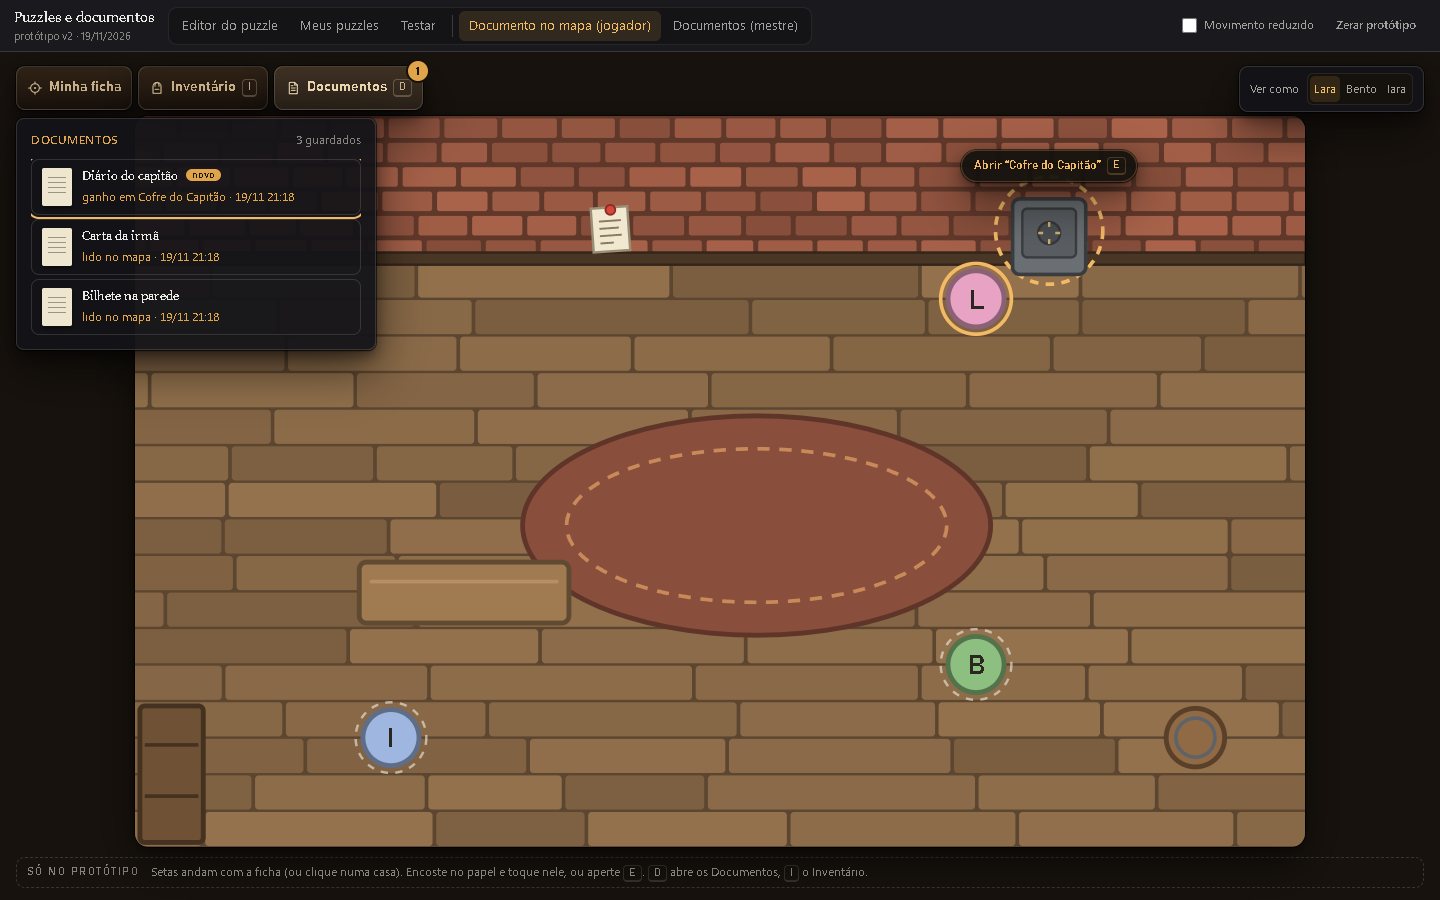 Puzzles e documentos
protótipo v2 · 19/11/2026
Editor do puzzle
Meus puzzles
Testar
Documento no mapa (jogador)
Documentos (mestre)
Movimento reduzido
Zerar protótipo
Minha ficha
Inventário I
Documentos D
1
Ver como
Lara
Bento
Iara
DOCUMENTOS
3 guardados
Diário do capitão NOVO
ganho em Cofre do Capitão · 19/11 21:18
Carta da irmã
lido no mapa · 19/11 21:18
Bilhete na parede
lido no mapa · 19/11 21:18
Abrir “Cofre do Capitão” E
L
B
I
SÓ NO PROTÓTIPO Setas andam com a ficha (ou clique numa casa). Encoste no papel e toque nele, ou aperte E . D abre os Documentos, I o Inventário.